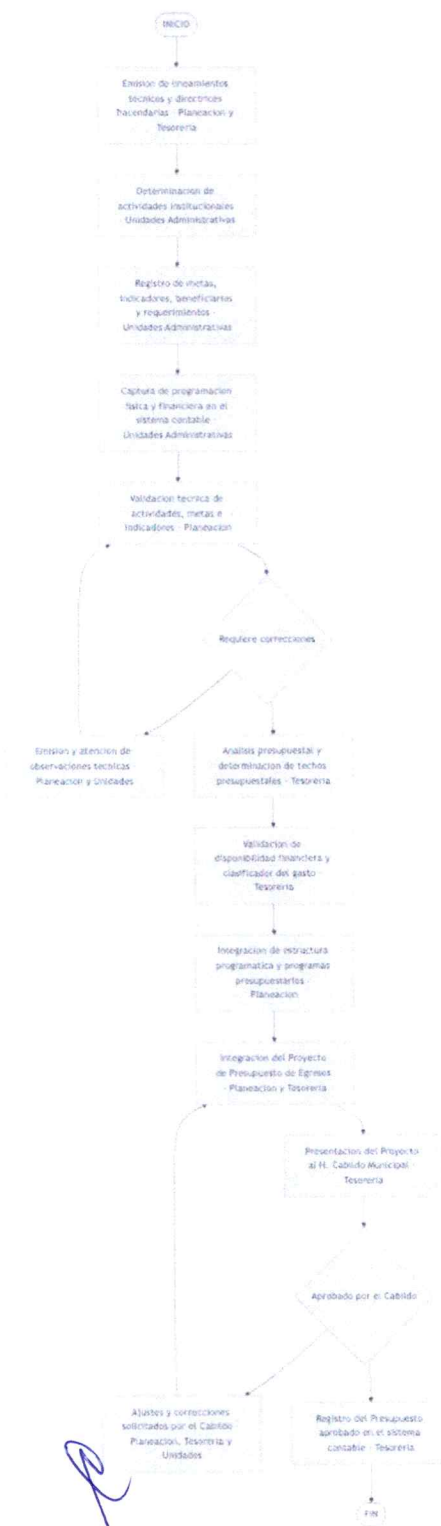 INICIO
Emision de lineamientos
tecnicos y directrices
hacendarias - Planeacion y
Tesoreria
Determinacion de
actividades institucionales
- Unidades Administrativas
Registro de metas,
indicadores, beneficiarios
y requerimientos -
Unidades Administrativas
Captura de programacion
fisica y financiera en el
sistema contable -
Unidades Administrativas
Validacion tecnica de
actividades, metas e
indicadores - Planeacion
Requiere correcciones
Emision y atencion de
observaciones tecnicas -
Planeacion y Unidades
Analisis presupuestal y
determinacion de techos
presupuestales - Tesoreria
Validacion de
disponibilidad financiera y
clasificador del gasto -
Tesoreria
Integracion de estructura
programatica y programas
presupuestarios -
Planeacion
Integracion del Proyecto
de Presupuesto de Egresos
- Planeacion y Tesoreria
Presentacion del Proyecto
al H. Cabildo Municipal -
Tesoreria
Aprobado por el Cabildo
Ajustes y correcciones
solicitados por el Cabildo -
Planeacion, Tesoreria y
Unidades
Registro del Presupuesto
aprobado en el sistema
contable - Tesoreria
FIN